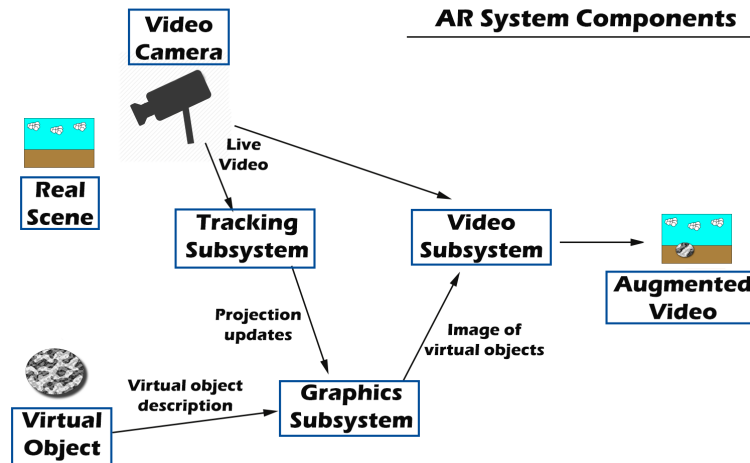 AR System Components
Video
Camera
Live
Video
Real
Scene
Tracking
Subsystem
Video
Subsystem
Augmented
Video
Projection
updates
Image of
virtual objects
Virtual object
description
Graphics
Subsystem
Virtual
Object